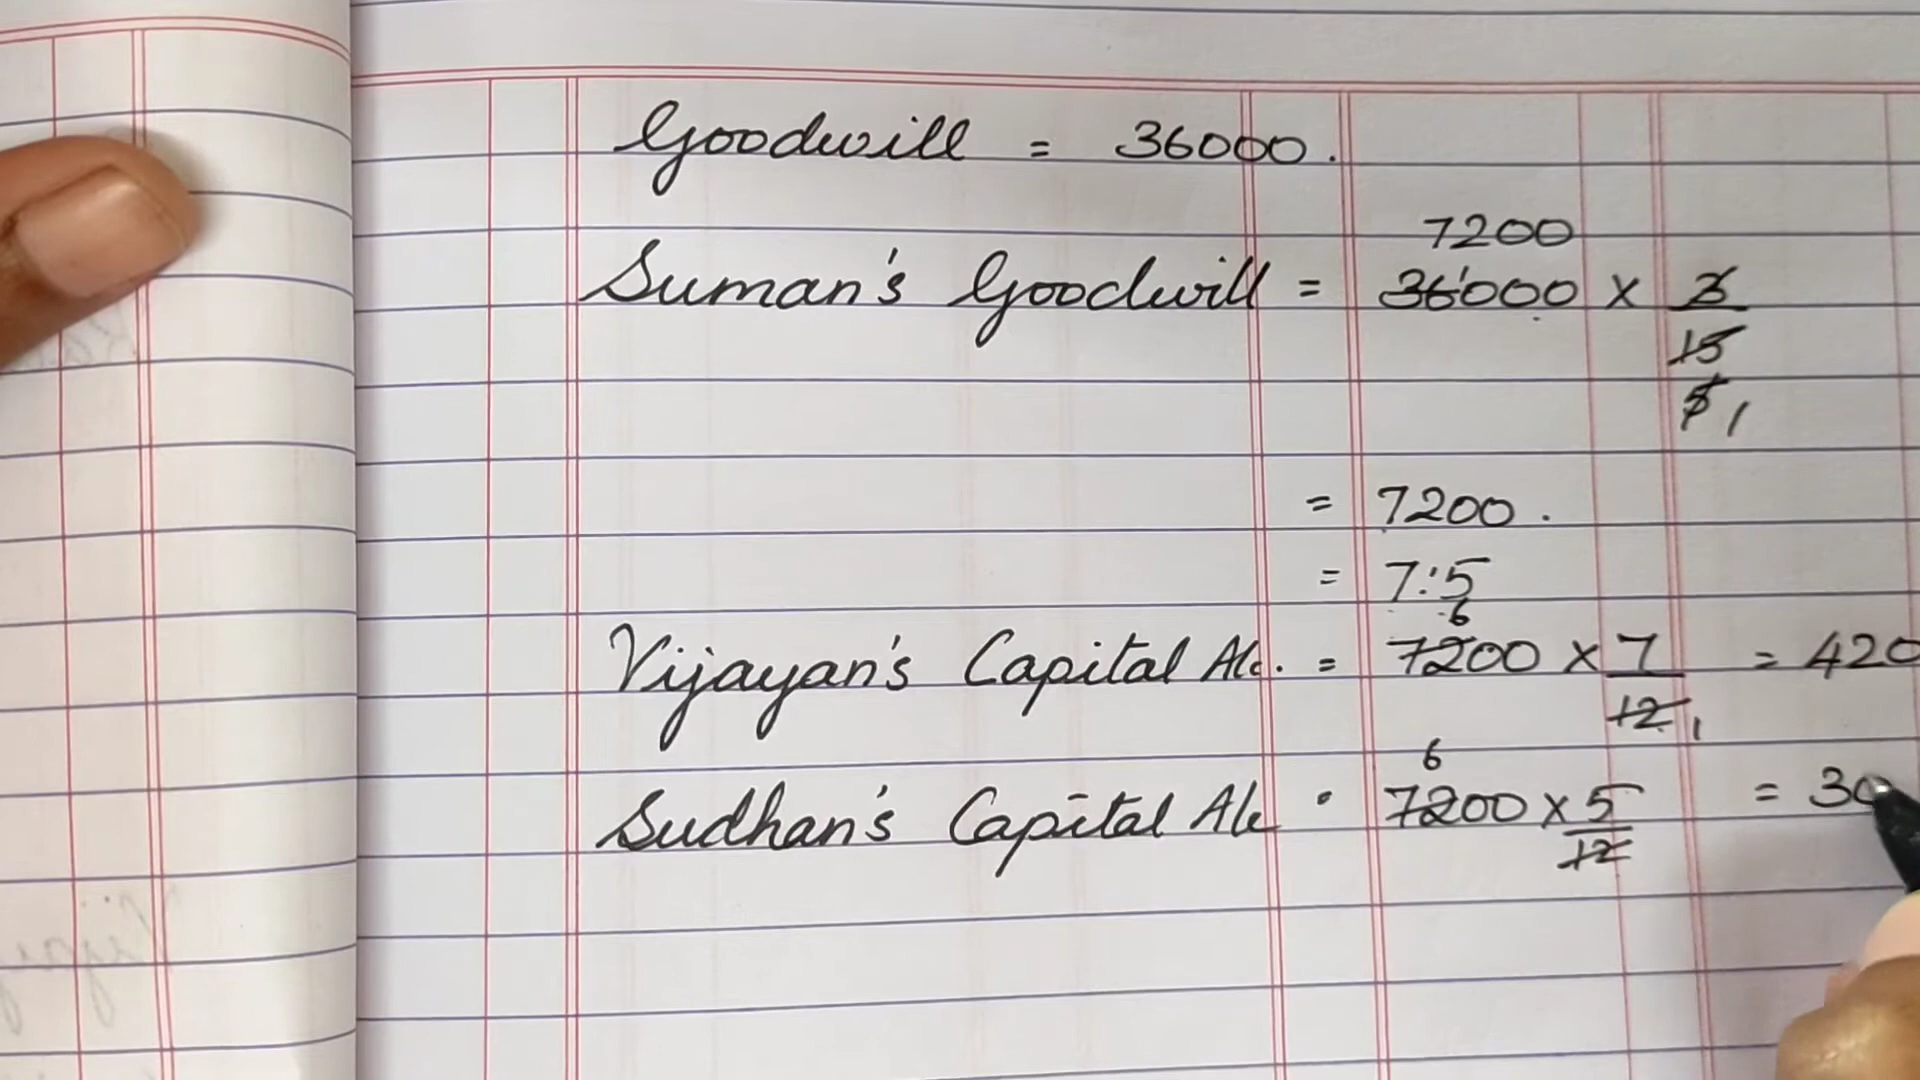 Goodwill = 36000.
7200
Suman's Goodwill = 36000 x 3
15
5 1
= 7200.
= 7:5
6
Vijayan's Capital A/c. = 7200 x 7 = 420
12 1
6
Sudhan's Capital A/c = 7200 x 5 = 30
12